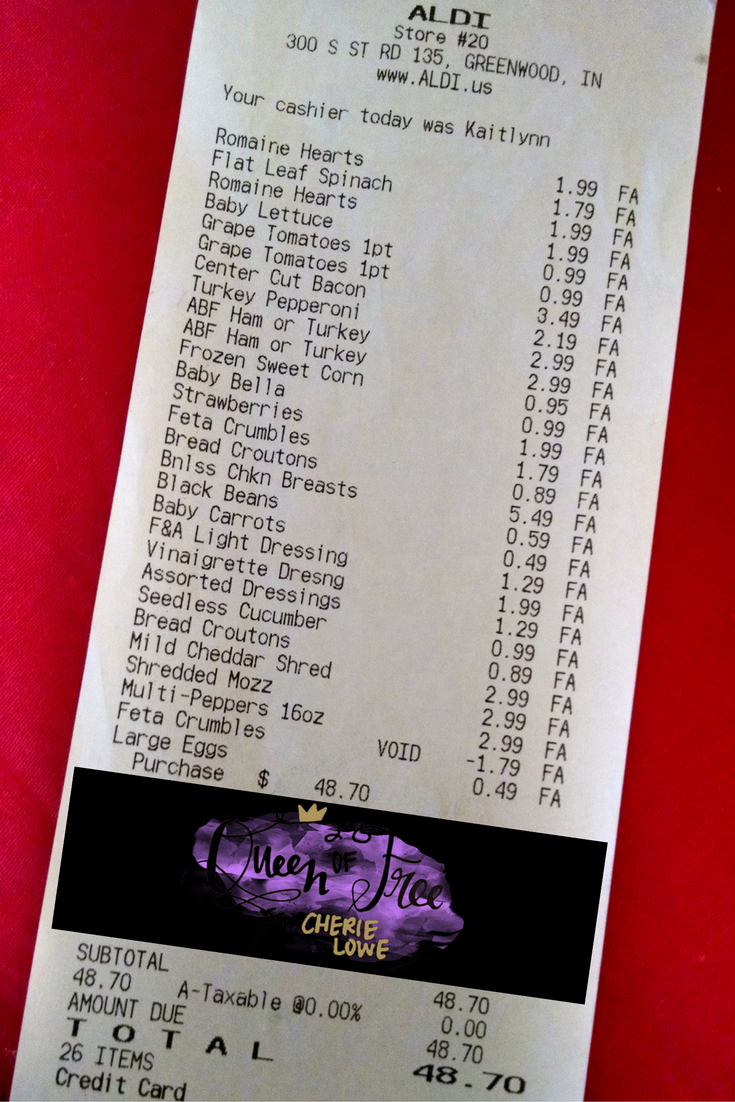 ALDI
Store #20
300 S ST RD 135, GREENWOOD, IN
www.ALDI.us
Your cashier today was Kaitlynn
Romaine Hearts 1.99 FA
Flat Leaf Spinach 1.79 FA
Romaine Hearts 1.99 FA
Baby Lettuce 1.99 FA
Grape Tomatoes 1pt 0.99 FA
Grape Tomatoes 1pt 0.99 FA
Center Cut Bacon 3.49 FA
Turkey Pepperoni 2.19 FA
ABF Ham or Turkey 2.99 FA
ABF Ham or Turkey 2.99 FA
Frozen Sweet Corn 0.95 FA
Baby Bella 0.99 FA
Strawberries 1.99 FA
Feta Crumbles 1.79 FA
Bread Croutons 0.89 FA
Bnlss Chkn Breasts 5.49 FA
Black Beans 0.59 FA
Baby Carrots 0.49 FA
F&A Light Dressing 1.29 FA
Vinaigrette Dresng 1.99 FA
Assorted Dressings 1.29 FA
Seedless Cucumber 0.99 FA
Bread Croutons 0.89 FA
Mild Cheddar Shred 2.99 FA
Shredded Mozz 2.99 FA
Multi-Peppers 16oz 2.99 FA
Feta Crumbles VOID -1.79 FA
Large Eggs 0.49 FA
Purchase $ 48.70
Queen OF Free
CHERIE
LOWE
SUBTOTAL 48.70
48.70 A-Taxable @0.00% 0.00
AMOUNT DUE 48.70
T O T A L 48.70
26 ITEMS
Credit Card